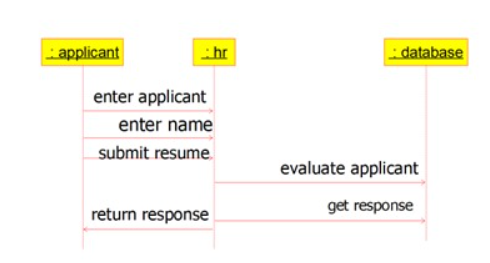 : applicant
: hr
: database
enter applicant
enter name
submit resume
evaluate applicant
get response
return response